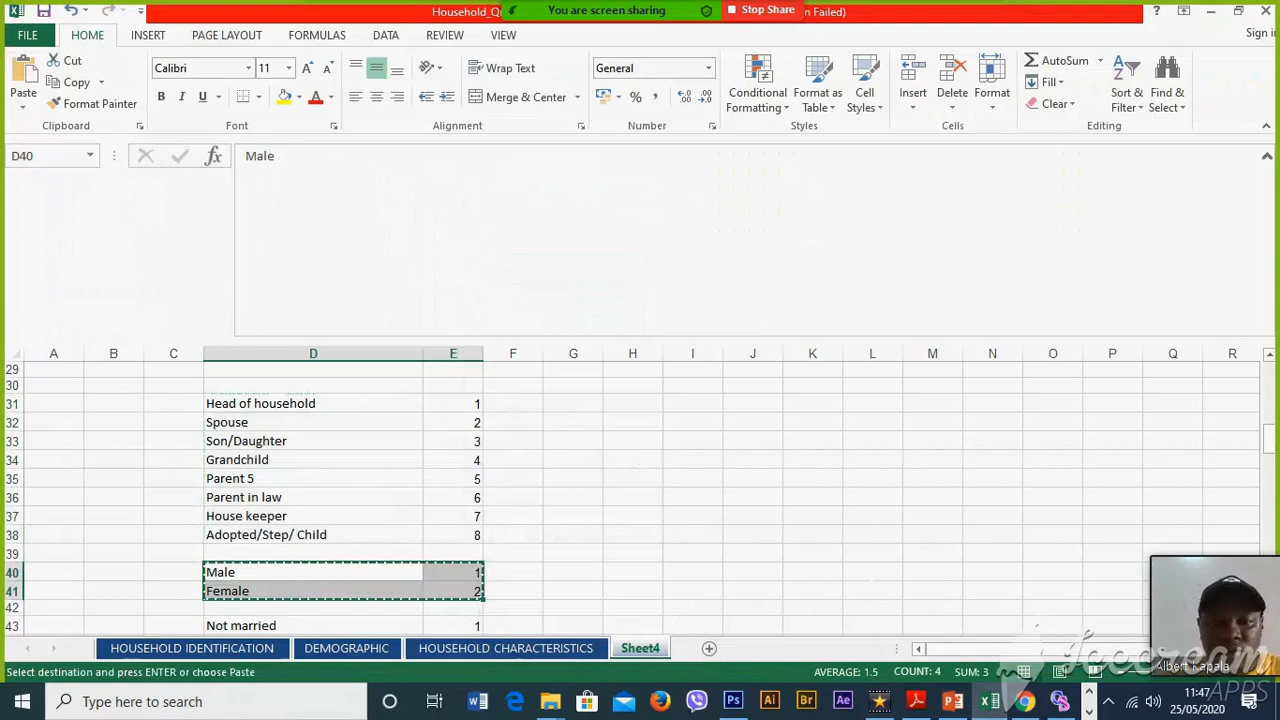 Household_Qu
You are screen sharing
Stop Share
n Failed)
FILE
HOME
INSERT
PAGE LAYOUT
FORMULAS
DATA
REVIEW
VIEW
Sign in
Paste
Cut
Copy
Format Painter
Clipboard
Calibri
11
B I U
Font
Wrap Text
Merge & Center
Alignment
General
%
Number
Conditional Formatting
Format as Table
Cell Styles
Styles
Insert
Delete
Format
Cells
AutoSum
Fill
Clear
Sort & Filter
Find & Select
Editing
D40
fx
Male
A B C D E F G H I J K L M N O P Q R
29
30
31 Head of household 1
32 Spouse 2
33 Son/Daughter 3
34 Grandchild 4
35 Parent 5 5
36 Parent in law 6
37 House keeper 7
38 Adopted/Step/ Child 8
39
40 Male 1
41 Female 2
42
43 Not married 1
HOUSEHOLD IDENTIFICATION
DEMOGRAPHIC
HOUSEHOLD CHARACTERISTICS
Sheet4
Select destination and press ENTER or choose Paste
AVERAGE: 1.5
COUNT: 4
SUM: 3
Albert Kapala
Type here to search
Ps
Ai
Br
Ae
11:47
25/05/2020
APPS